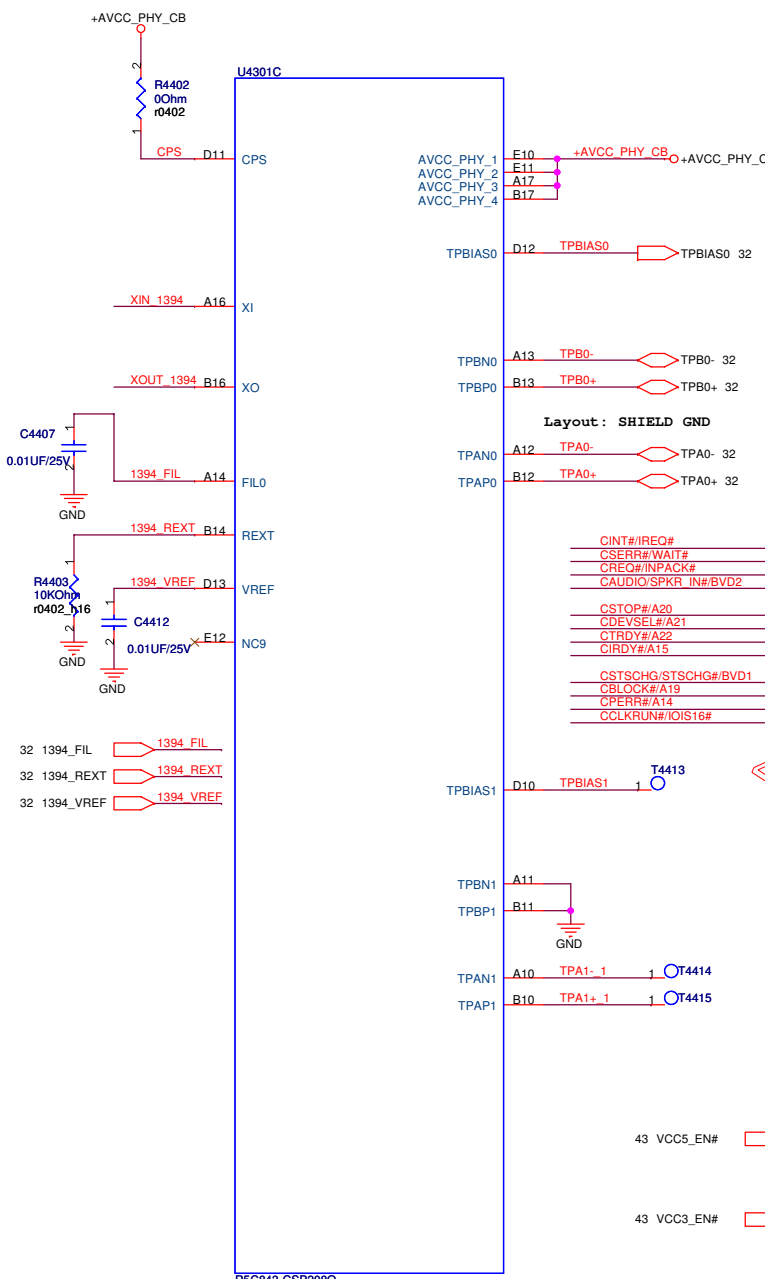 +AVCC_PHY_CB
U4301C
2
R4402
0Ohm
r0402
1
CPS D11 CPS
AVCC_PHY_1 E10 +AVCC_PHY_CB +AVCC_PHY_C
AVCC_PHY_2 E11
AVCC_PHY_3 A17
AVCC_PHY_4 B17
TPBIAS0 D12 TPBIAS0 TPBIAS0 32
XIN_1394 A16 XI
TPBN0 A13 TPB0- TPB0- 32
XOUT_1394 B16 XO
TPBP0 B13 TPB0+ TPB0+ 32
Layout: SHIELD GND
1
C4407
0.01UF/25V
2
GND
TPAN0 A12 TPA0- TPA0- 32
1394_FIL A14 FIL0
TPAP0 B12 TPA0+ TPA0+ 32
1394_REXT B14 REXT
1
R4403
10KOhm
r0402_h16
2
GND
1394_VREF D13 VREF
1
C4412
0.01UF/25V
2
GND
E12 NC9
CINT#/IREQ#
CSERR#/WAIT#
CREQ#/INPACK#
CAUDIO/SPKR_IN#/BVD2
CSTOP#/A20
CDEVSEL#/A21
CTRDY#/A22
CIRDY#/A15
CSTSCHG/STSCHG#/BVD1
CBLOCK#/A19
CPERR#/A14
CCLKRUN#/IOIS16#
32 1394_FIL 1394_FIL
32 1394_REXT 1394_REXT
32 1394_VREF 1394_VREF
TPBIAS1 D10 TPBIAS1 1 T4413
TPBN1 A11
TPBP1 B11
GND
TPAN1 A10 TPA1-_1 1 T4414
TPAP1 B10 TPA1+_1 1 T4415
43 VCC5_EN#
43 VCC3_EN#